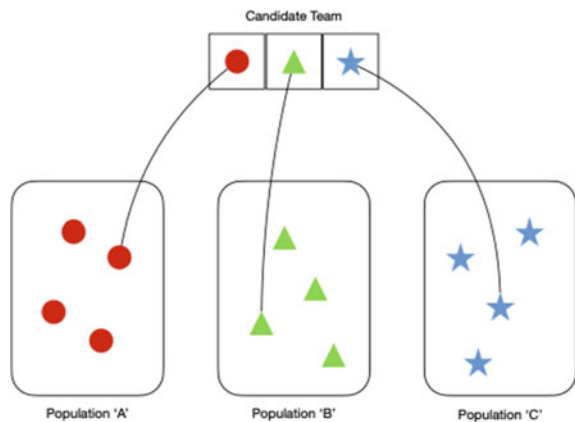 Candidate Team
Population 'A'
Population 'B'
Population 'C'